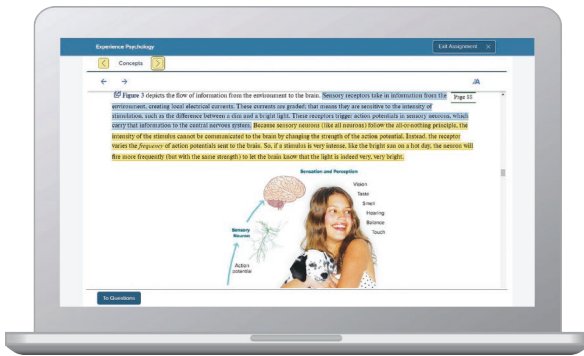 Experience Psychology
Exit Assignment X
Concepts
Figure 3 depicts the flow of information from the environment to the brain. Sensory receptors take in information from the
Page 80
environment, creating local electrical currents. These currents are graded; that means they are sensitive to the intensity of
stimulation, such as the difference between a dim and a bright light. These receptors trigger action potentials in sensory neurons, which
carry that information to the central nervous system. Because sensory neurons (like all neurons) follow the all-or-nothing principle, the
intensity of the stimulus cannot be communicated to the brain by changing the strength of the action potential. Instead, the receptor
varies the frequency of action potentials sent to the brain. So, if a stimulus is very intense, like the bright sun on a hot day, the neuron will
fire more frequently (but with the same strength) to let the brain know that the light is indeed very, very bright.
Sensation and Perception
Vision
Taste
Smell
Hearing
Balance
Touch
Sensory
Neuron
Action
potential
To Questions